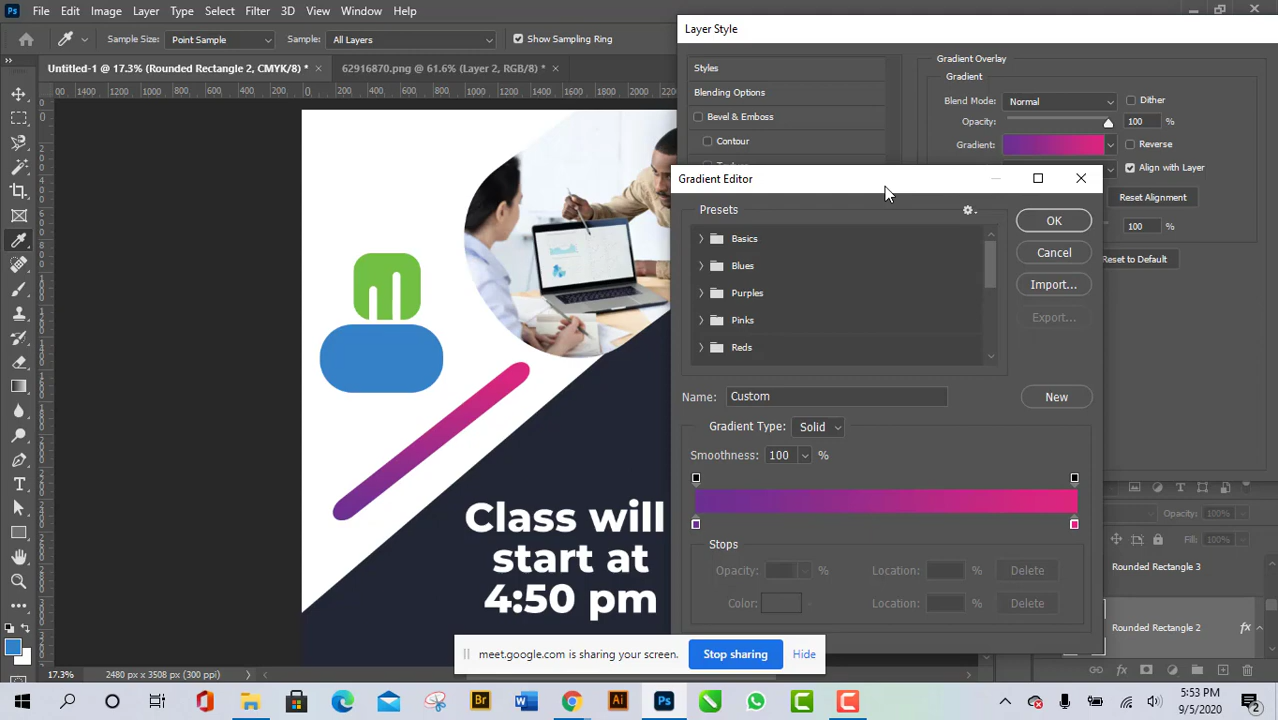 Ps File Edit Image Layer Type Select Filter 3D View Window Help
Sample Size: Point Sample Sample: All Layers Show Sampling Ring
Untitled-1 @ 17.3% (Rounded Rectangle 2, CMYK/8) * × 62916870.png @ 61.6% (Layer 2, RGB/8) * ×
Layer Style
Styles
Blending Options
Bevel & Emboss
Contour
Gradient Overlay
Gradient
Blend Mode: Normal Dither
Opacity: 100 %
Gradient: Reverse
Align with Layer
Reset Alignment
100 %
Reset to Default
Gradient Editor
Presets
Basics
Blues
Purples
Pinks
Reds
OK
Cancel
Import...
Export...
Name: Custom New
Gradient Type: Solid
Smoothness: 100 %
Stops
Opacity: % Location: % Delete
Color: Location: % Delete
Class will
start at
4:50 pm
Opacity: 100%
Fill: 100%
Rounded Rectangle 3
Rounded Rectangle 2 fx
meet.google.com is sharing your screen. Stop sharing Hide
17.3% 2480 px x 3508 px (300 ppi)
5:53 PM
9/5/2020